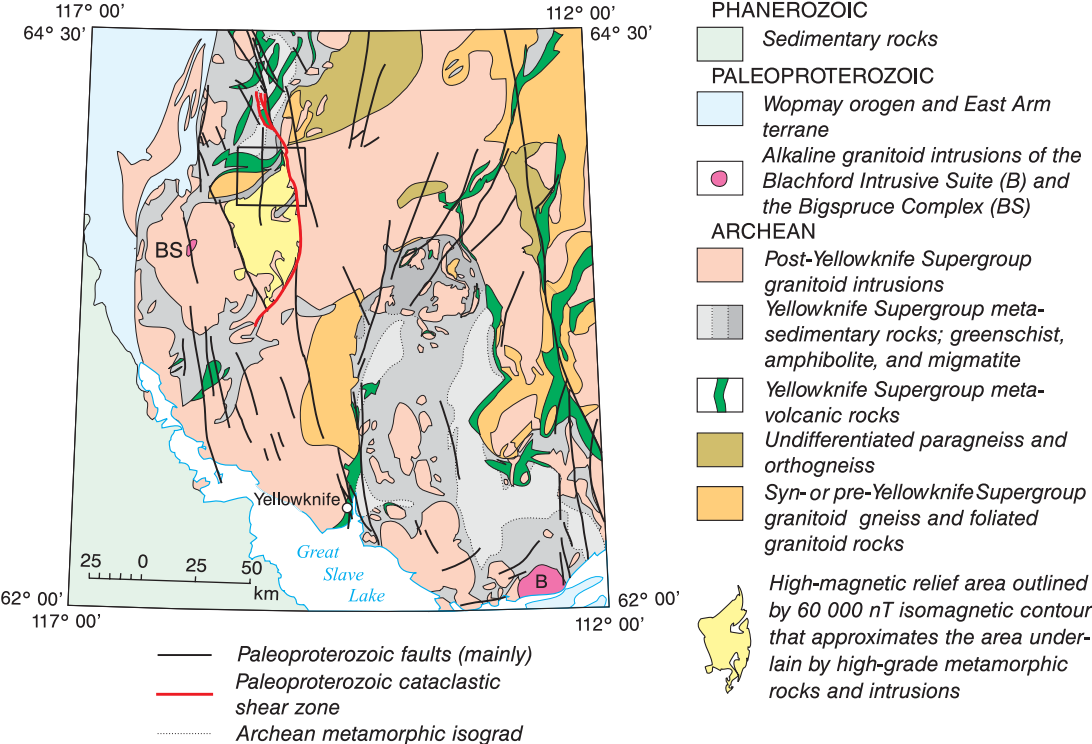 117° 00'
112° 00'
64° 30'
64° 30'
BS
Yellowknife
Great
Slave
Lake
B
25 0 25 50
km
62° 00'
62° 00'
117° 00'
112° 00'
Paleoproterozoic faults (mainly)
Paleoproterozoic cataclastic
shear zone
Archean metamorphic isograd
PHANEROZOIC
Sedimentary rocks
PALEOPROTEROZOIC
Wopmay orogen and East Arm
terrane
Alkaline granitoid intrusions of the
Blachford Intrusive Suite (B) and
the Bigspruce Complex (BS)
ARCHEAN
Post-Yellowknife Supergroup
granitoid intrusions
Yellowknife Supergroup meta-
sedimentary rocks; greenschist,
amphibolite, and migmatite
Yellowknife Supergroup meta-
volcanic rocks
Undifferentiated paragneiss and
orthogneiss
Syn- or pre-Yellowknife Supergroup
granitoid gneiss and foliated
granitoid rocks
High-magnetic relief area outlined
by 60 000 nT isomagnetic contour
that approximates the area under-
lain by high-grade metamorphic
rocks and intrusions